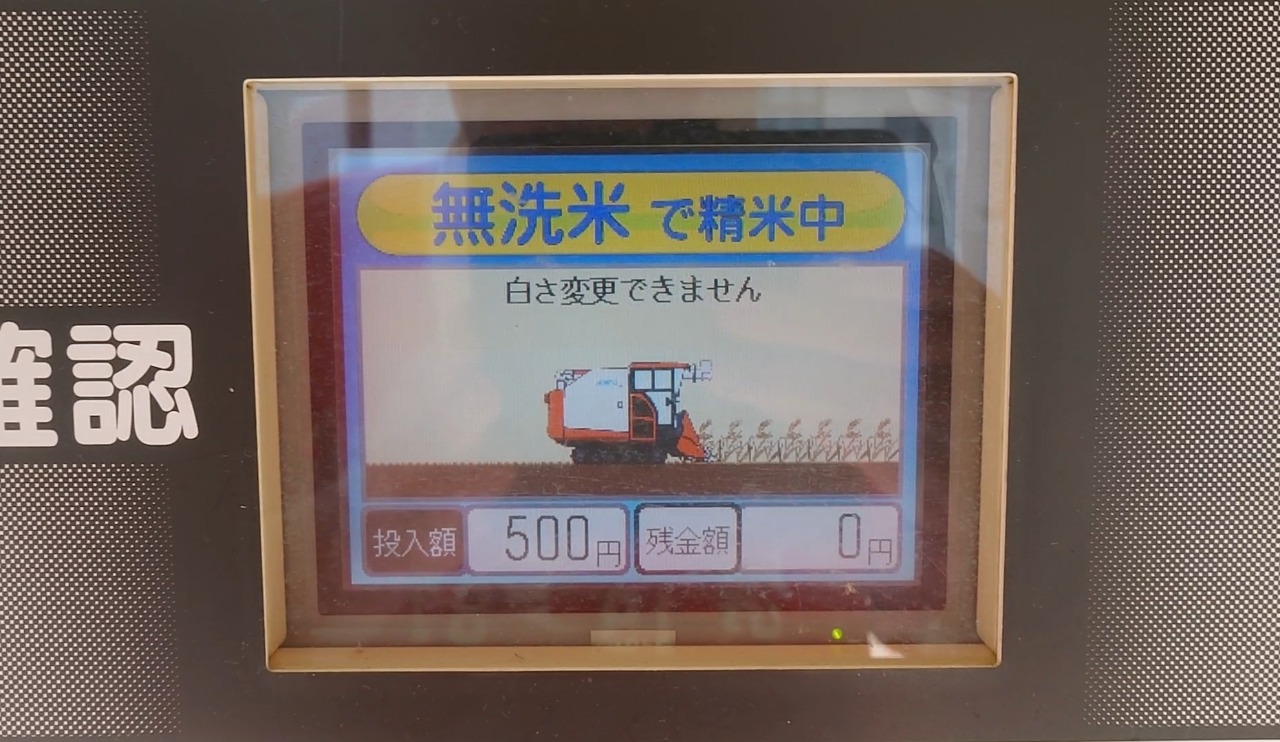 無洗米で精米中
白さ変更できません
確認
投入額 500円 残金額 0円